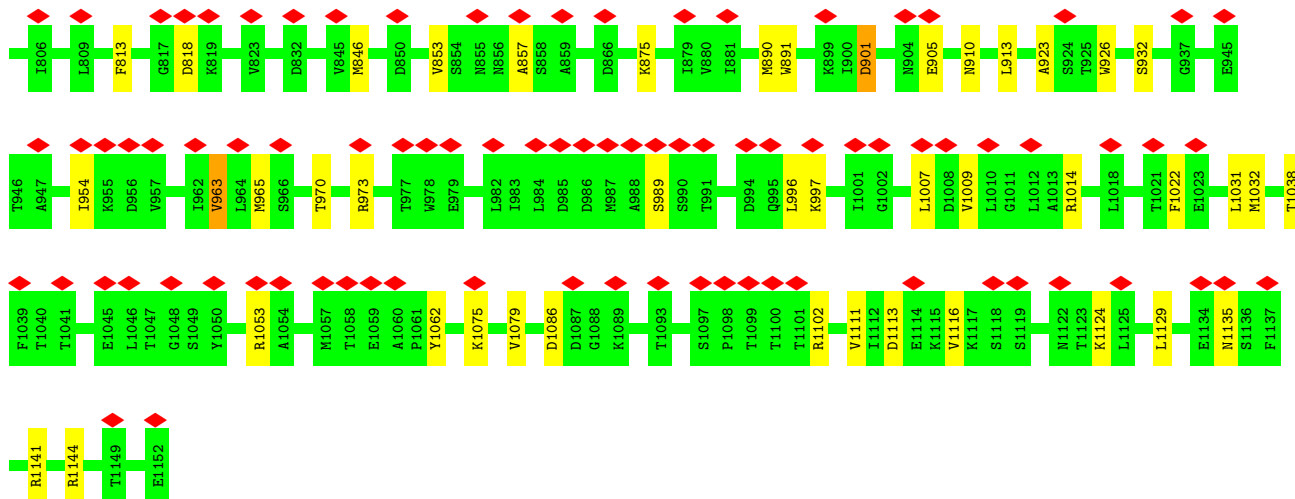 I806 L809 F813 G817 D818 K819 V823 D832 V845 M846 D850 V853 S854 N855 N856 A857 S858 A859 D866 K875 I879 V880 I881 M890 W891 K899 I900 D901 N904 E905 N910 L913 A923 S924 T925 W926 S932 G937 E945
T946 A947 I954 K955 D956 V957 I962 V963 L964 M965 S966 T970 R973 T977 W978 E979 L982 I983 L984 D985 D986 M987 A988 S989 S990 T991 D994 Q995 L996 K997 I1001 G1002 L1007 D1008 V1009 L1010 G1011 L1012 A1013 R1014 L1018 T1021 F1022 E1023 L1031 M1032 T1038
F1039 T1040 T1041 E1045 L1046 T1047 G1048 S1049 Y1050 R1053 A1054 M1057 T1058 E1059 A1060 P1061 Y1062 K1075 V1079 D1086 D1087 G1088 K1089 T1093 S1097 P1098 T1099 T1100 T1101 R1102 V1111 I1112 D1113 E1114 K1115 V1116 K1117 S1118 S1119 N1122 T1123 K1124 L1125 L1129 E1134 N1135 S1136 F1137
R1141 R1144 T1149 E1152